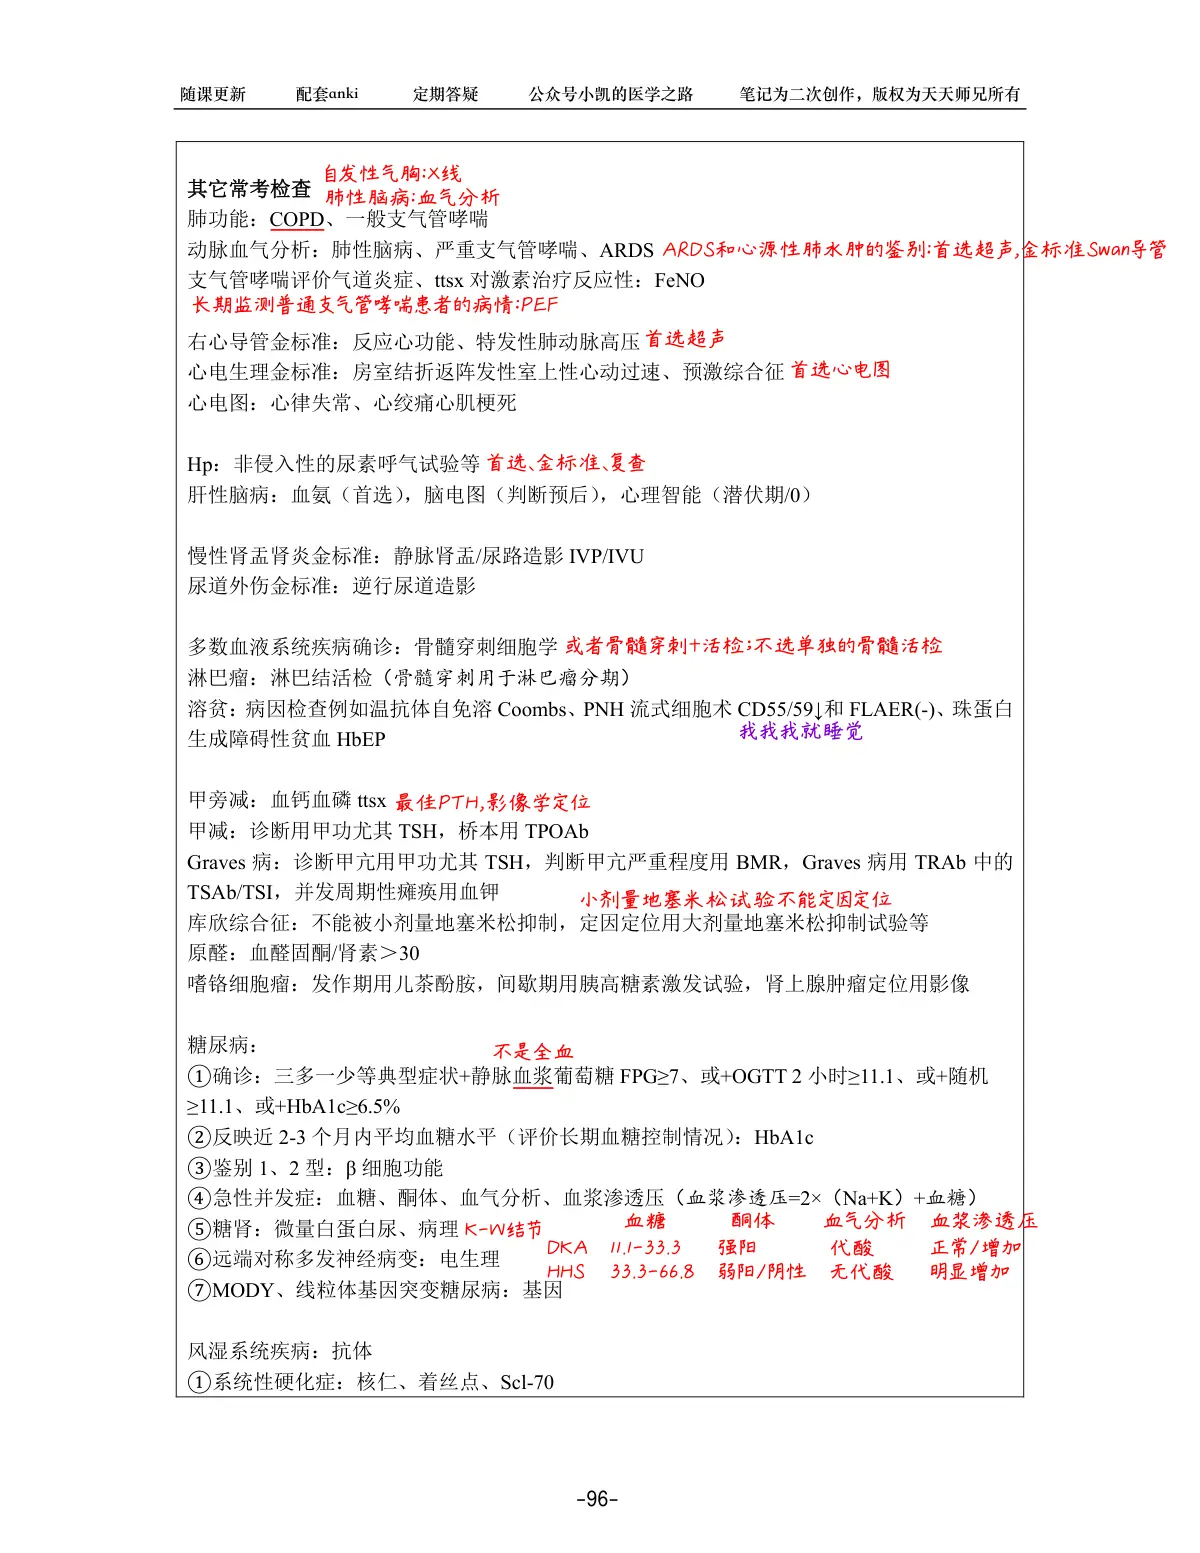 随课更新 配套anki 定期答疑 公众号小凯的医学之路 笔记为二次创作，版权为天天师兄所有
自发性气胸:X线
其它常考检查 肺性脑病:血气分析
肺功能：COPD、一般支气管哮喘
动脉血气分析：肺性脑病、严重支气管哮喘、ARDS ARDS和心源性肺水肿的鉴别:首选超声,金标准Swan导管
支气管哮喘评价气道炎症、ttsx 对激素治疗反应性：FeNO
长期监测普通支气管哮喘患者的病情:PEF
右心导管金标准：反应心功能、特发性肺动脉高压 首选超声
心电生理金标准：房室结折返阵发性室上性心动过速、预激综合征 首选心电图
心电图：心律失常、心绞痛心肌梗死
Hp：非侵入性的尿素呼气试验等 首选、金标准、复查
肝性脑病：血氨（首选），脑电图（判断预后），心理智能（潜伏期/0）
慢性肾盂肾炎金标准：静脉肾盂/尿路造影 IVP/IVU
尿道外伤金标准：逆行尿道造影
多数血液系统疾病确诊：骨髓穿刺细胞学 或者骨髓穿刺+活检;不选单独的骨髓活检
淋巴瘤：淋巴结活检（骨髓穿刺用于淋巴瘤分期）
溶贫：病因检查例如温抗体自免溶 Coombs、PNH 流式细胞术 CD55/59↓和 FLAER(-)、珠蛋白
生成障碍性贫血 HbEP 我我我就睡觉
甲旁减：血钙血磷 ttsx 最佳PTH,影像学定位
甲减：诊断用甲功尤其 TSH，桥本用 TPOAb
Graves 病：诊断甲亢用甲功尤其 TSH，判断甲亢严重程度用 BMR，Graves 病用 TRAb 中的
TSAb/TSI，并发周期性瘫痪用血钾 小剂量地塞米松试验不能定因定位
库欣综合征：不能被小剂量地塞米松抑制，定因定位用大剂量地塞米松抑制试验等
原醛：血醛固酮/肾素＞30
嗜铬细胞瘤：发作期用儿茶酚胺，间歇期用胰高糖素激发试验，肾上腺肿瘤定位用影像
糖尿病： 不是全血
①确诊：三多一少等典型症状+静脉血浆葡萄糖 FPG≥7、或+OGTT 2 小时≥11.1、或+随机
≥11.1、或+HbA1c≥6.5%
②反映近 2-3 个月内平均血糖水平（评价长期血糖控制情况）：HbA1c
③鉴别 1、2 型：β 细胞功能
④急性并发症：血糖、酮体、血气分析、血浆渗透压（血浆渗透压=2×（Na+K）+血糖）
⑤糖肾：微量白蛋白尿、病理 K-W结节 血糖 酮体 血气分析 血浆渗透压
DKA 11.1-33.3 强阳 代酸 正常/增加
⑥远端对称多发神经病变：电生理
HHS 33.3-66.8 弱阳/阴性 无代酸 明显增加
⑦MODY、线粒体基因突变糖尿病：基因
风湿系统疾病：抗体
①系统性硬化症：核仁、着丝点、Scl-70
-96-